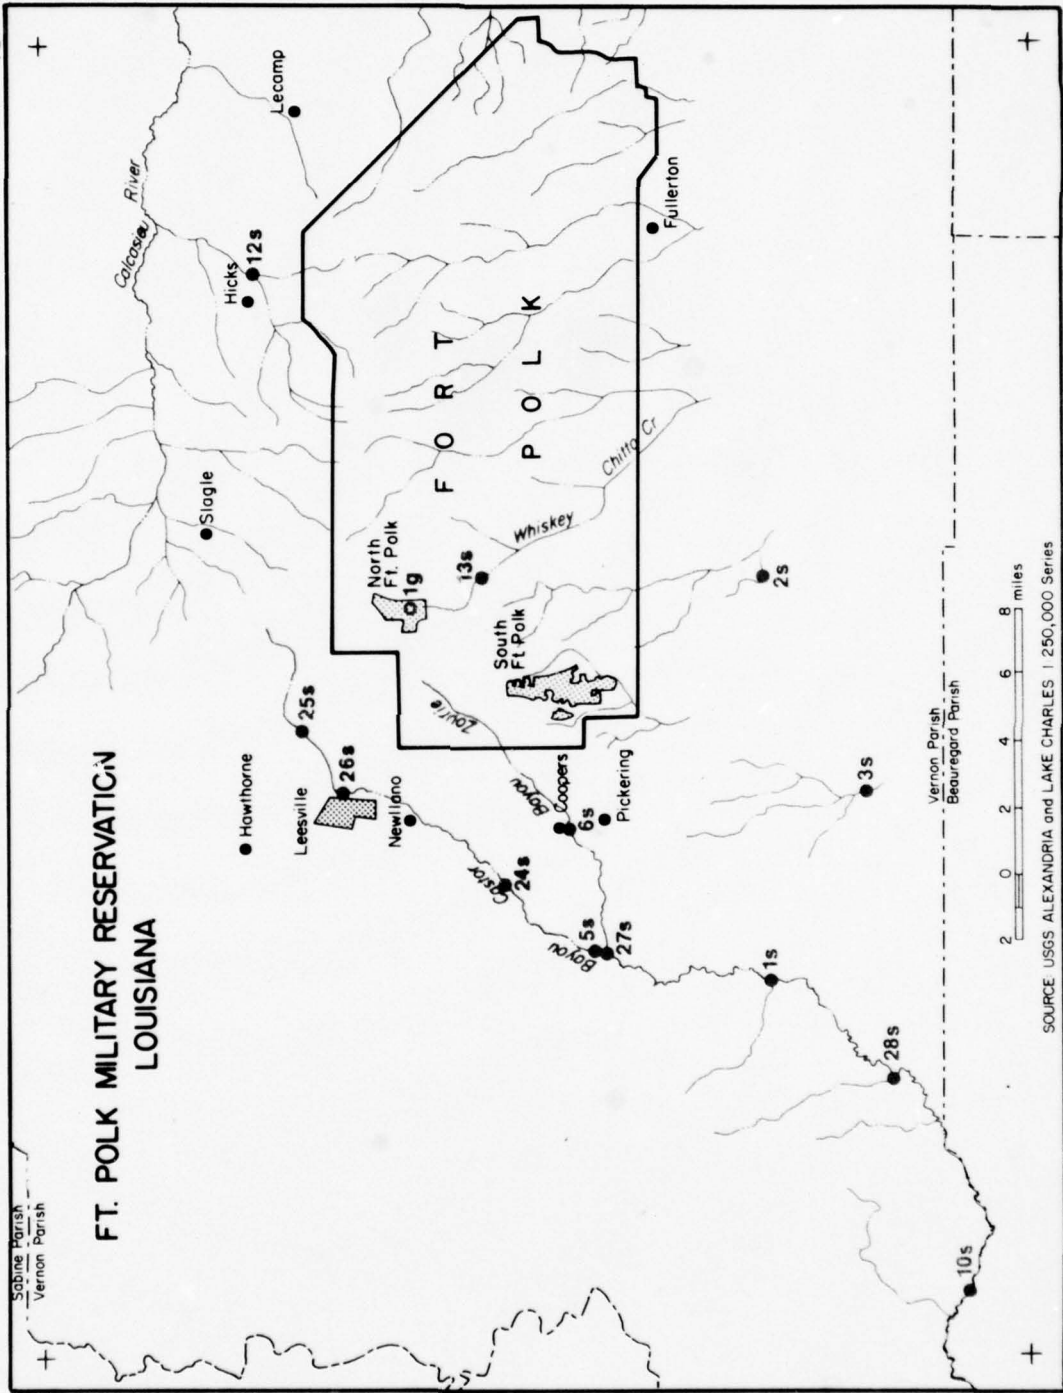 FT. POLK MILITARY RESERVATION
LOUISIANA
Sabine Parish
Vernon Parish
Calcasieu River
Lecamp
Hicks
12s
Slagle
25s
Hawthorne
26s
Leesville
Newllano
North
Ft. Polk
1g
13s
FORT
POLK
Whiskey Chitto Cr
Fullerton
South
Ft Polk
Zourie
Bayou
Coopers
6s
Pickering
Castor
24s
Bayou
5s
27s
2s
3s
1s
28s
10s
Vernon Parish
Beauregard Parish
2 0 2 4 6 8 miles
SOURCE: USGS ALEXANDRIA and LAKE CHARLES 1 250,000 Series